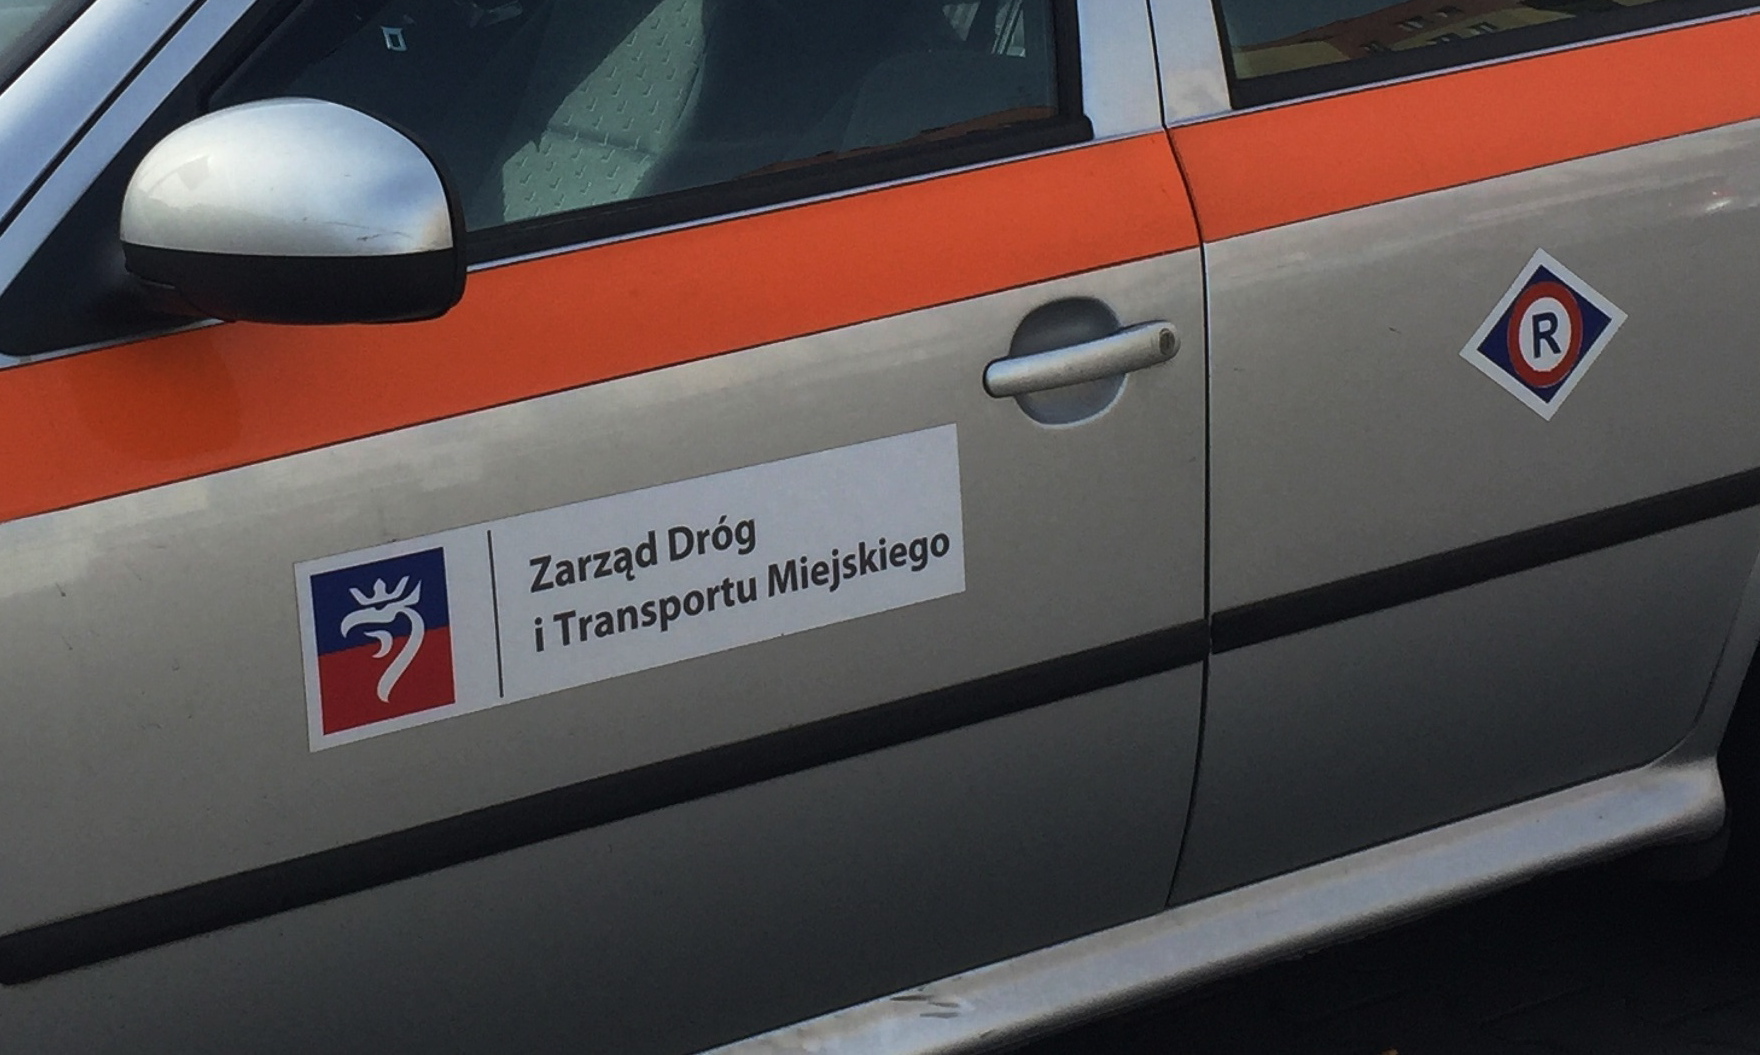 Zarząd Dróg
i Transportu Miejskiego
R